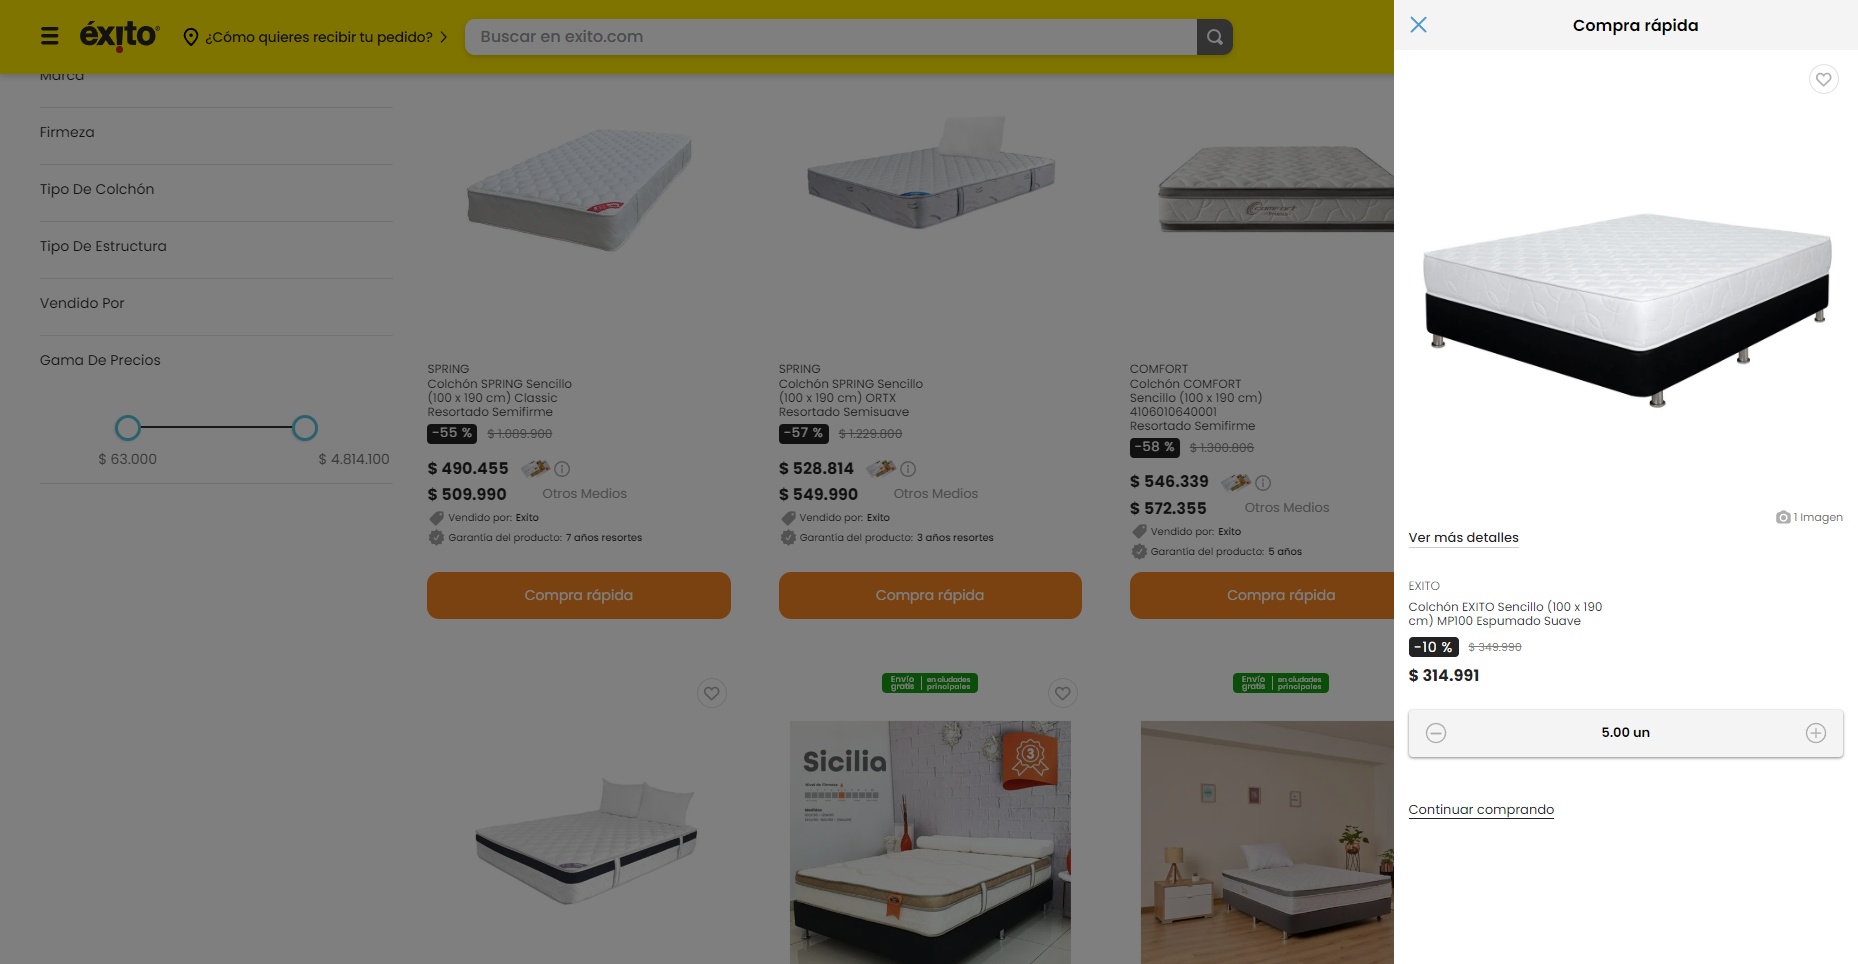 éxito
¿Cómo quieres recibir tu pedido?
Buscar en exito.com
Marca
Firmeza
Tipo De Colchón
Tipo De Estructura
Vendido Por
Gama De Precios
$ 63.000
$ 4.814.100
SPRING
Colchón SPRING Sencillo
(100 x 190 cm) Classic
Resortado Semifirme
-55 % $ 1.089.900
$ 490.455
$ 509.990 Otros Medios
Vendido por: Exito
Garantía del producto: 7 años resortes
Compra rápida
SPRING
Colchón SPRING Sencillo
(100 x 190 cm) ORTX
Resortado Semisuave
-57 % $ 1.229.800
$ 528.814
$ 549.990 Otros Medios
Vendido por: Exito
Garantía del producto: 3 años resortes
Compra rápida
COMFORT
Colchón COMFORT
Sencillo (100 x 190 cm)
4106010640001
Resortado Semifirme
-58 % $ 1.300.806
$ 546.339
$ 572.355 Otros Medios
Vendido por: Exito
Garantía del producto: 5 años
Compra rápida
Envío gratis en ciudades principales
Sicilia
Nivel de Firmeza
Medidas
3
Envío gratis en ciudades principales
Compra rápida
1 Imagen
Ver más detalles
EXITO
Colchón EXITO Sencillo (100 x 190
cm) MP100 Espumado Suave
-10 % $ 349.990
$ 314.991
5.00 un
Continuar comprando